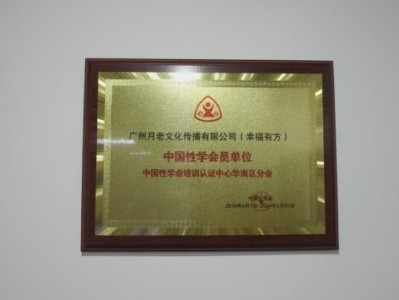 广州月老文化传播有限公司（幸福有方）
中国性学会员单位
中国性学会培训认证中心华南区分会